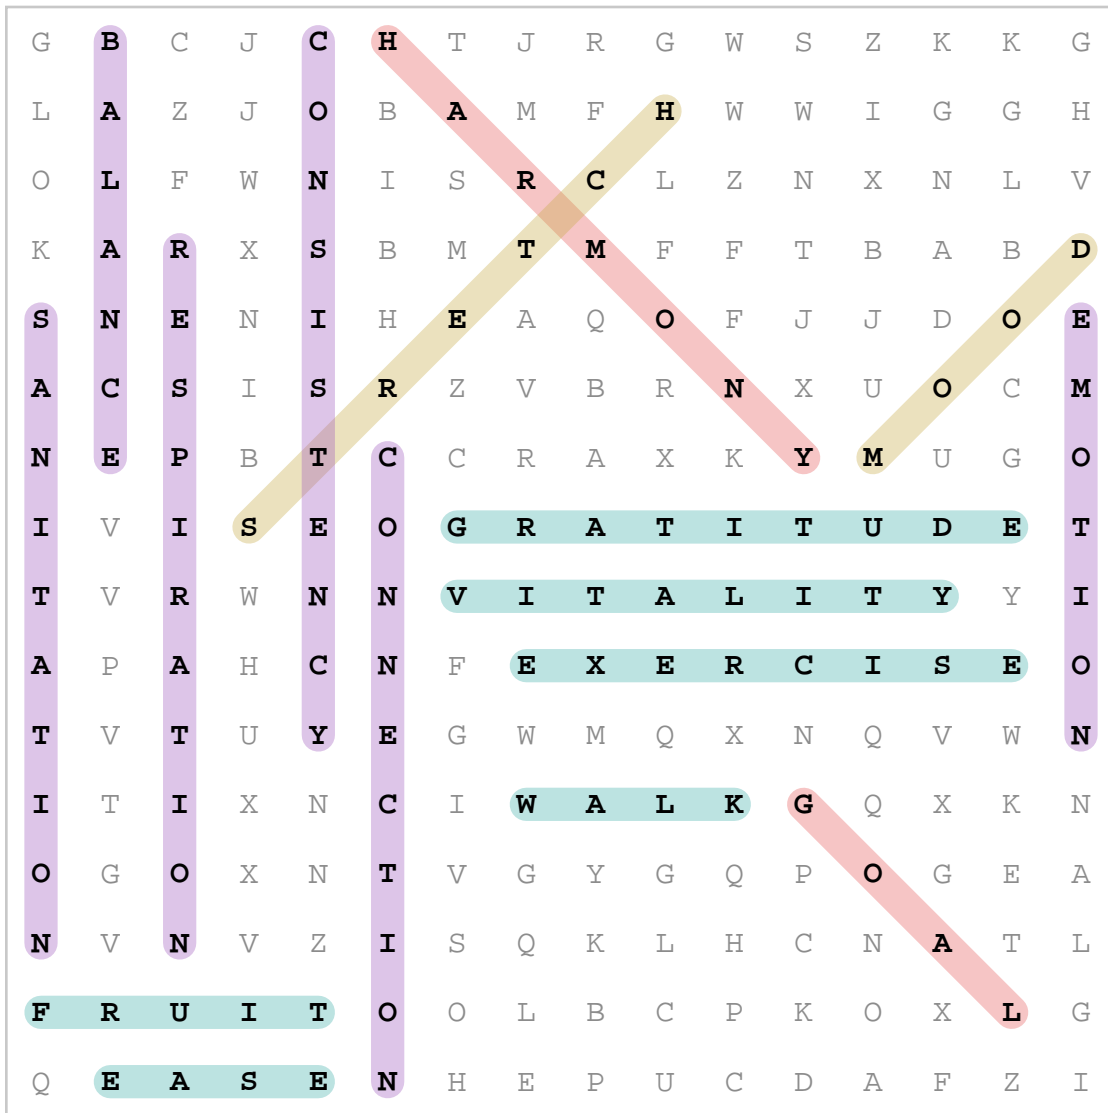 G B C J C H T J R G W S Z K K G
L A Z J O B A M F H W W I G G H
O L F W N I S R C L Z N X N L V
K A R X S B M T M F F T B A B D
S N E N I H E A Q O F J J D O E
A C S I S R Z V B R N X U O C M
N E P B T C C R A X K Y M U G O
I V I S E O G R A T I T U D E T
T V R W N N V I T A L I T Y Y I
A P A H C N F E X E R C I S E O
T V T U Y E G W M Q X N Q V W N
I T I X N C I W A L K G Q X K N
O G O X N T V G Y G Q P O G E A
N V N V Z I S Q K L H C N A T L
F R U I T O O L B C P K O X L G
Q E A S E N H E P U C D A F Z I